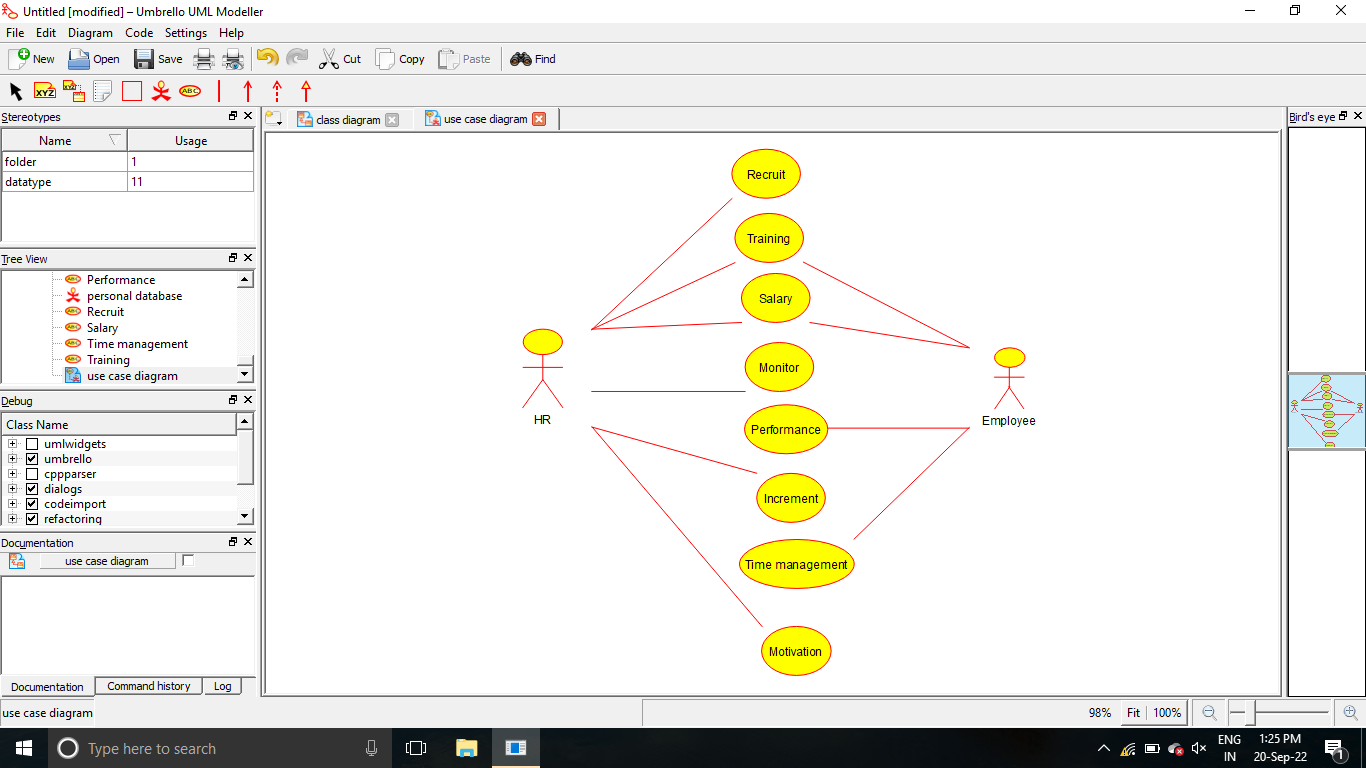 Untitled [modified] – Umbrello UML Modeller
File Edit Diagram Code Settings Help
New Open Save Cut Copy Paste Find
XYZ XYZ ABC
Stereotypes
Name Usage
folder 1
datatype 11
Tree View
Performance
personal database
Recruit
Salary
Time management
Training
use case diagram
Debug
Class Name
umlwidgets
umbrello
cppparser
dialogs
codeimport
refactoring
Documentation
use case diagram
Documentation Command history Log
class diagram use case diagram
Recruit
Training
Salary
Monitor
Performance
Increment
Time management
Motivation
HR
Employee
Bird's eye
use case diagram
98% Fit 100%
Type here to search
ENG
IN
1:25 PM
20-Sep-22
1